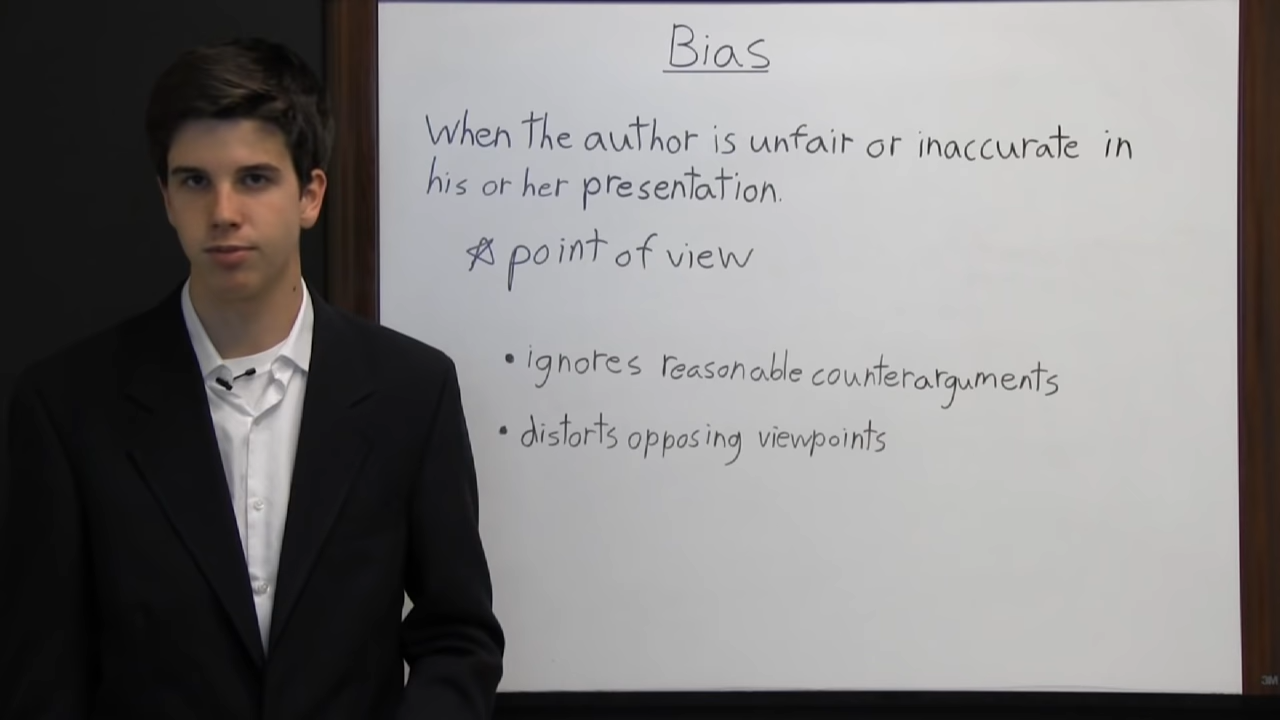 Bias
When the author is unfair or inaccurate in
his or her presentation.
☆ point of view
• ignores reasonable counterarguments
• distorts opposing viewpoints
3M